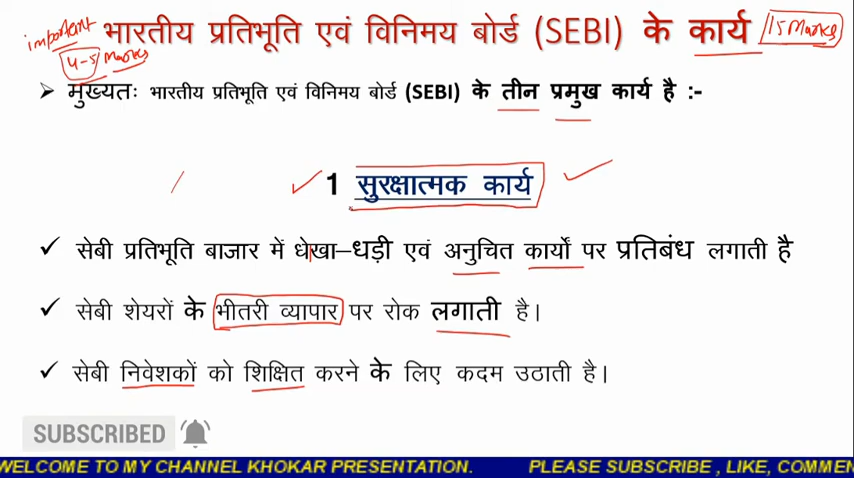 भारतीय प्रतिभूति एवं विनिमय बोर्ड (SEBI) के कार्य
important
15 Marks
4-5 Marks
मुख्यतः भारतीय प्रतिभूति एवं विनिमय बोर्ड (SEBI) के तीन प्रमुख कार्य है :-
1 सुरक्षात्मक कार्य
सेबी प्रतिभूति बाजार में धेखा–धड़ी एवं अनुचित कार्यों पर प्रतिबंध लगाती है
सेबी शेयरों के भीतरी व्यापार पर रोक लगाती है।
सेबी निवेशकों को शिक्षित करने के लिए कदम उठाती है।
SUBSCRIBED
WELCOME TO MY CHANNEL KHOKAR PRESENTATION. PLEASE SUBSCRIBE , LIKE, COMMEN